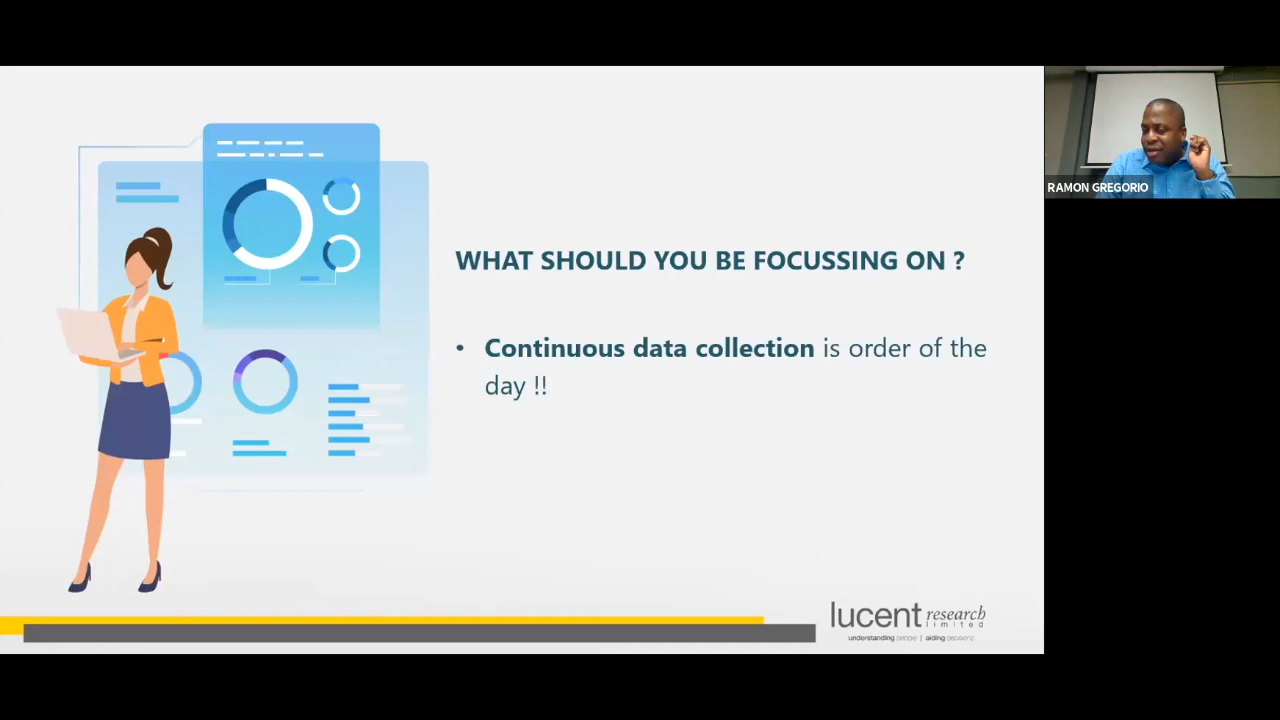 WHAT SHOULD YOU BE FOCUSSING ON ?
• Continuous data collection is order of the
day !!
RAMON GREGORIO
lucent research
limited
understanding people | aiding decisions